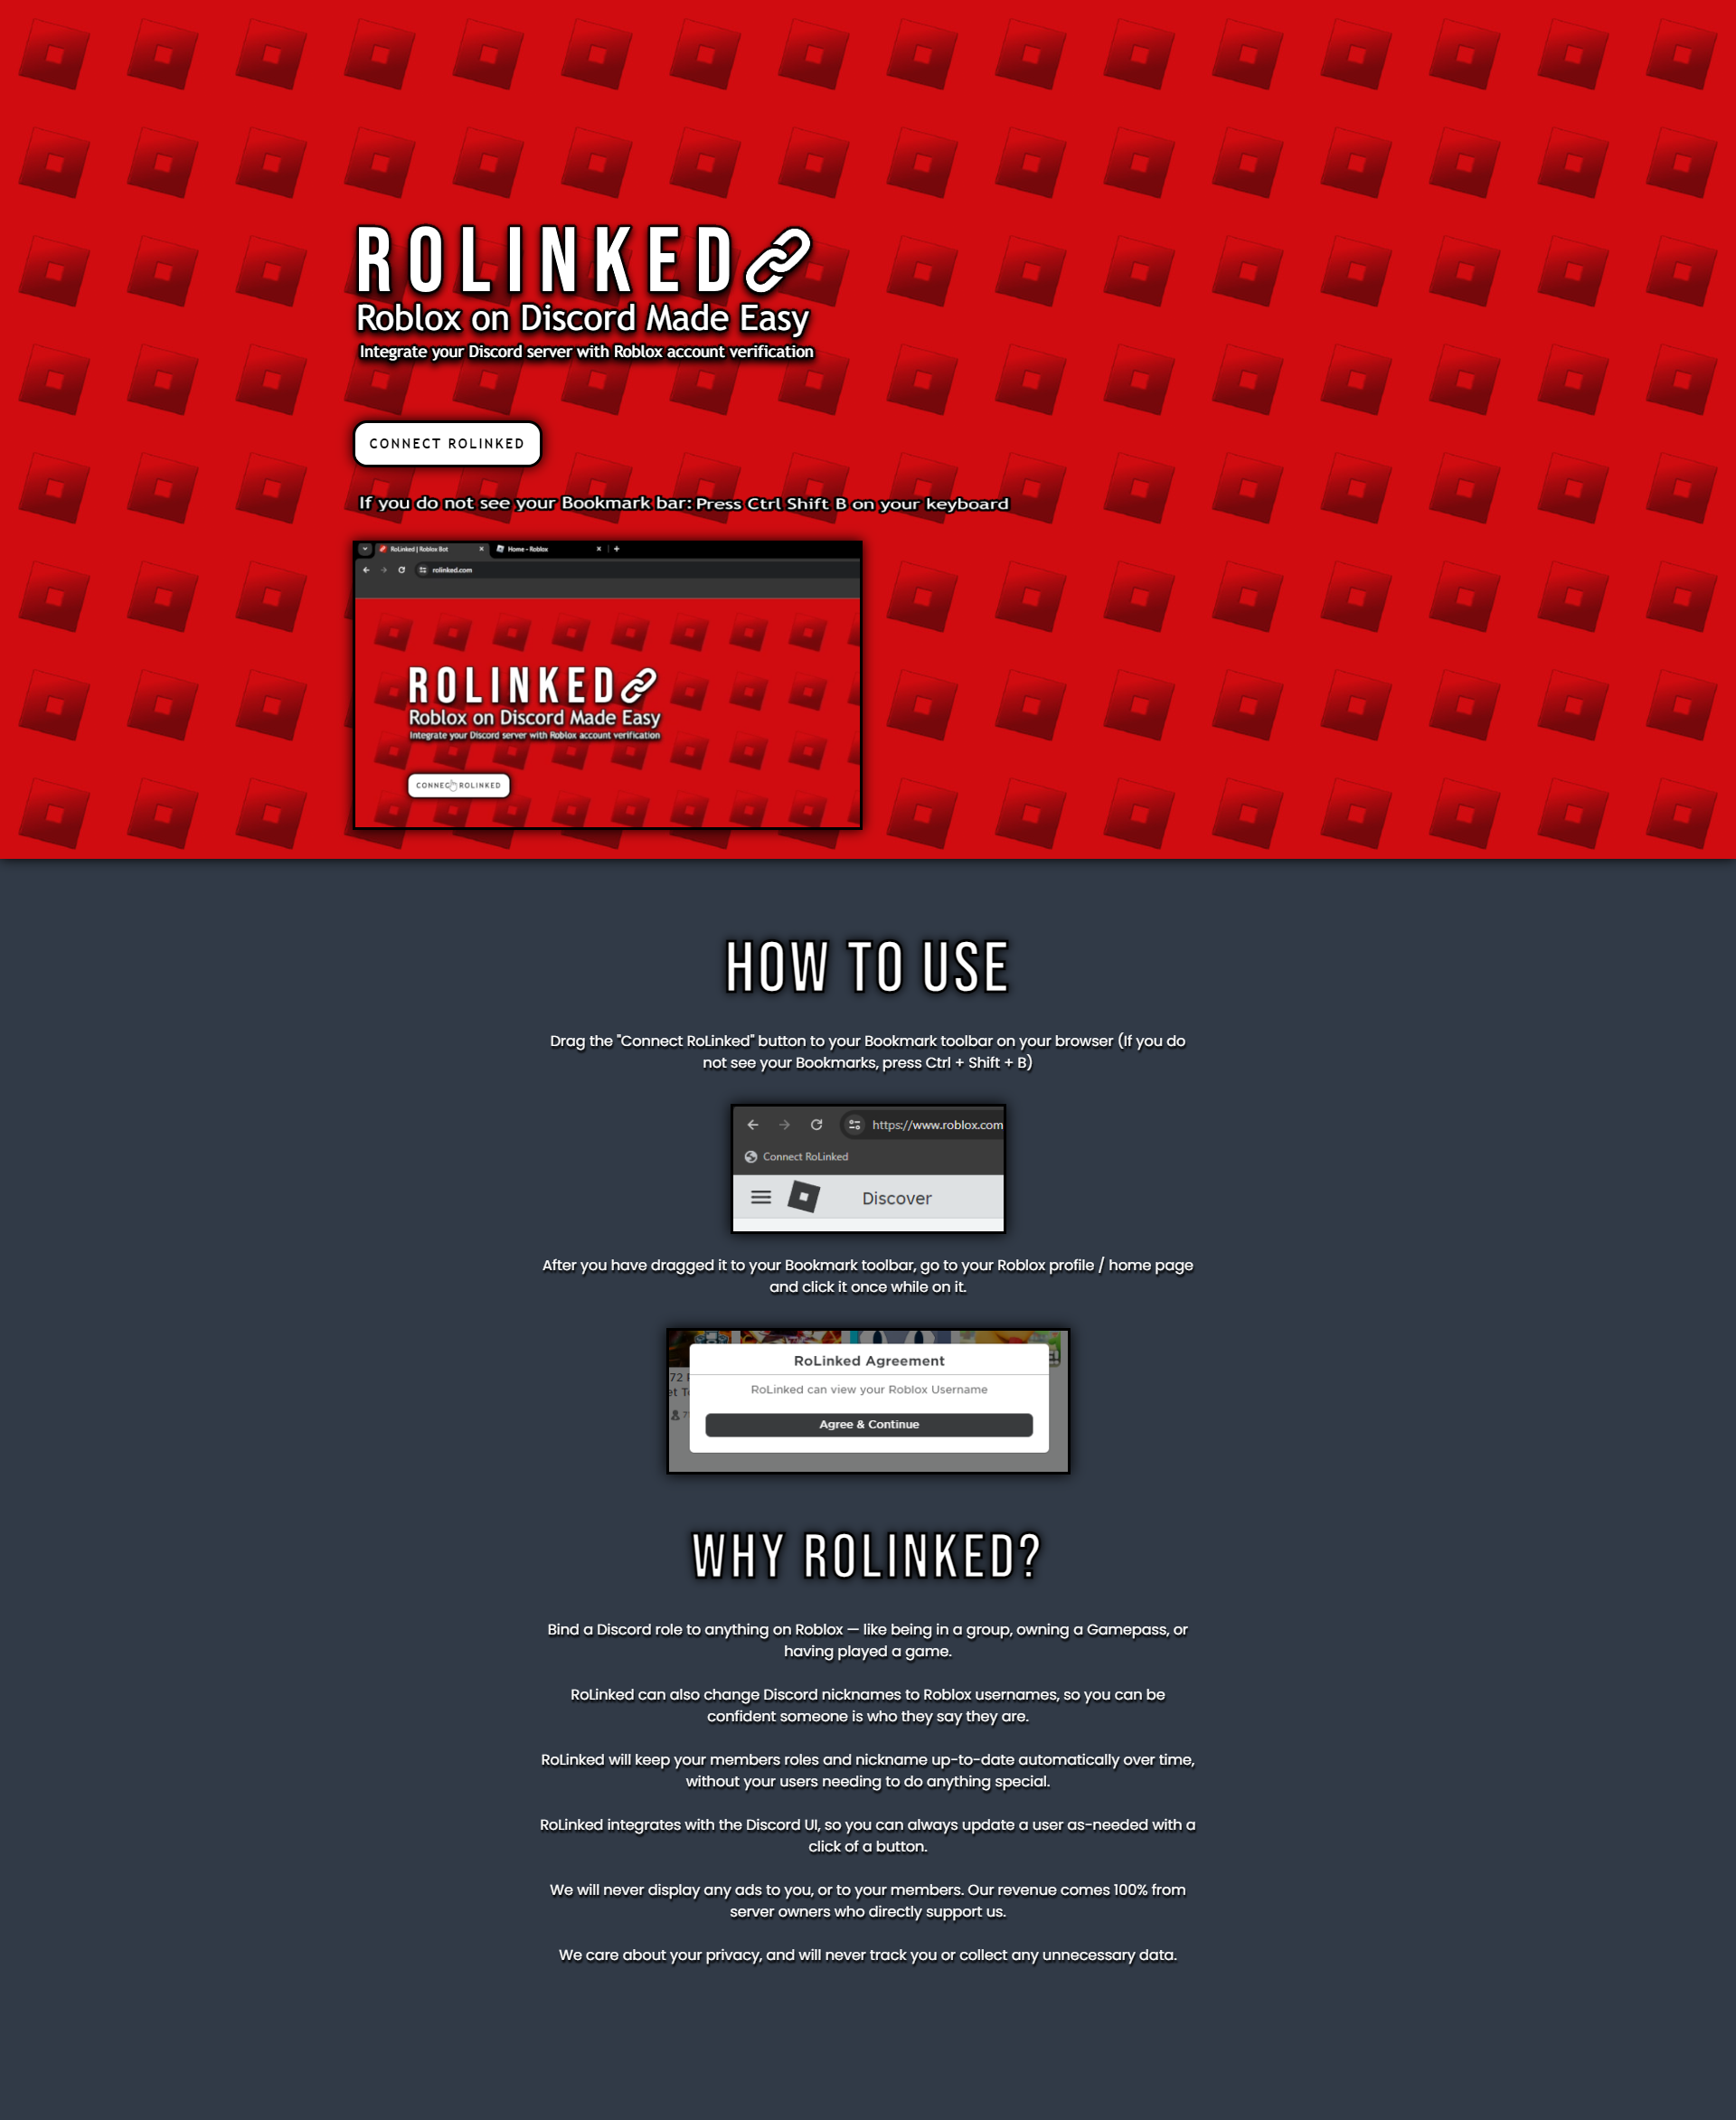 ROLINKED
Roblox on Discord Made Easy
Integrate your Discord server with Roblox account verification
CONNECT ROLINKED
If you do not see your Bookmark bar: Press Ctrl Shift B on your keyboard
RoLinked | Roblox Bot
Home - Roblox
rolinked.com
ROLINKED
Roblox on Discord Made Easy
Integrate your Discord server with Roblox account verification
CONNECT ROLINKED
HOW TO USE
Drag the "Connect RoLinked" button to your Bookmark toolbar on your browser (If you do
not see your Bookmarks, press Ctrl + Shift + B)
https://www.roblox.com
Connect RoLinked
Discover
After you have dragged it to your Bookmark toolbar, go to your Roblox profile / home page
and click it once while on it.
RoLinked Agreement
72
RoLinked can view your Roblox Username
Agree & Continue
WHY ROLINKED?
Bind a Discord role to anything on Roblox — like being in a group, owning a Gamepass, or
having played a game.
RoLinked can also change Discord nicknames to Roblox usernames, so you can be
confident someone is who they say they are.
RoLinked will keep your members roles and nickname up-to-date automatically over time,
without your users needing to do anything special.
RoLinked integrates with the Discord UI, so you can always update a user as-needed with a
click of a button.
We will never display any ads to you, or to your members. Our revenue comes 100% from
server owners who directly support us.
We care about your privacy, and will never track you or collect any unnecessary data.